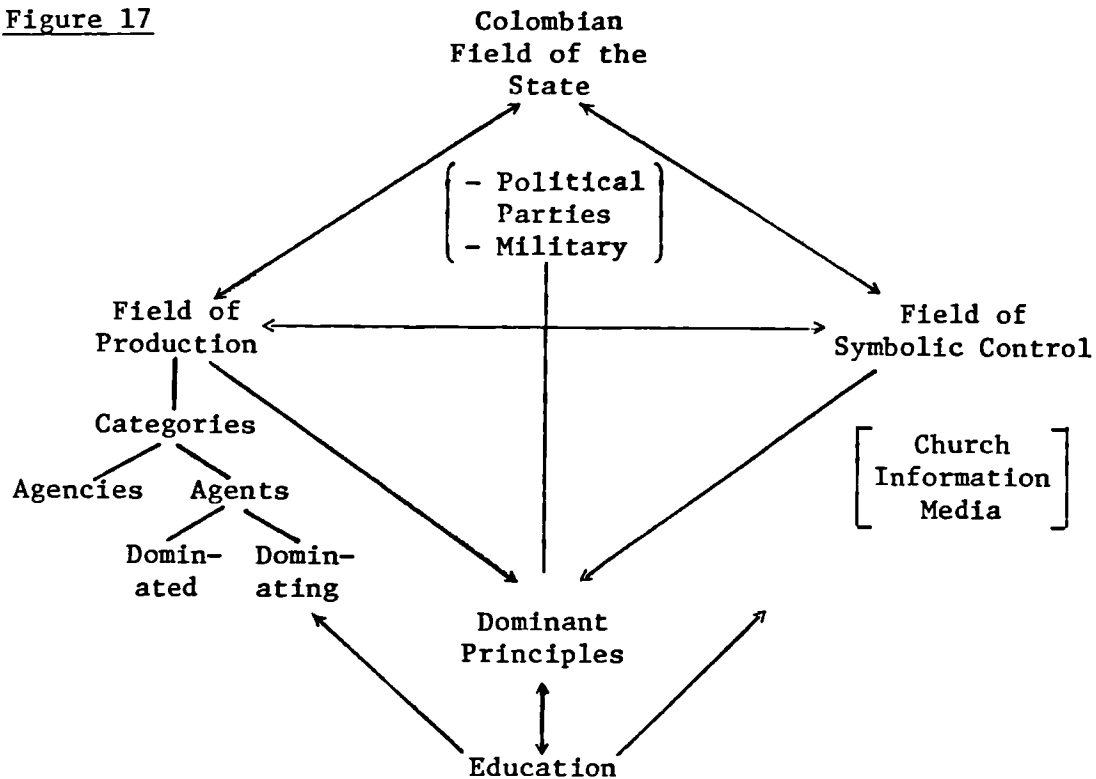 Figure 17
Colombian
Field of the
State
- Political
Parties
- Military
Field of
Production
Field of
Symbolic Control
Categories
Agencies
Agents
Domin-
ated
Domin-
ating
Church
Information
Media
Dominant
Principles
Education